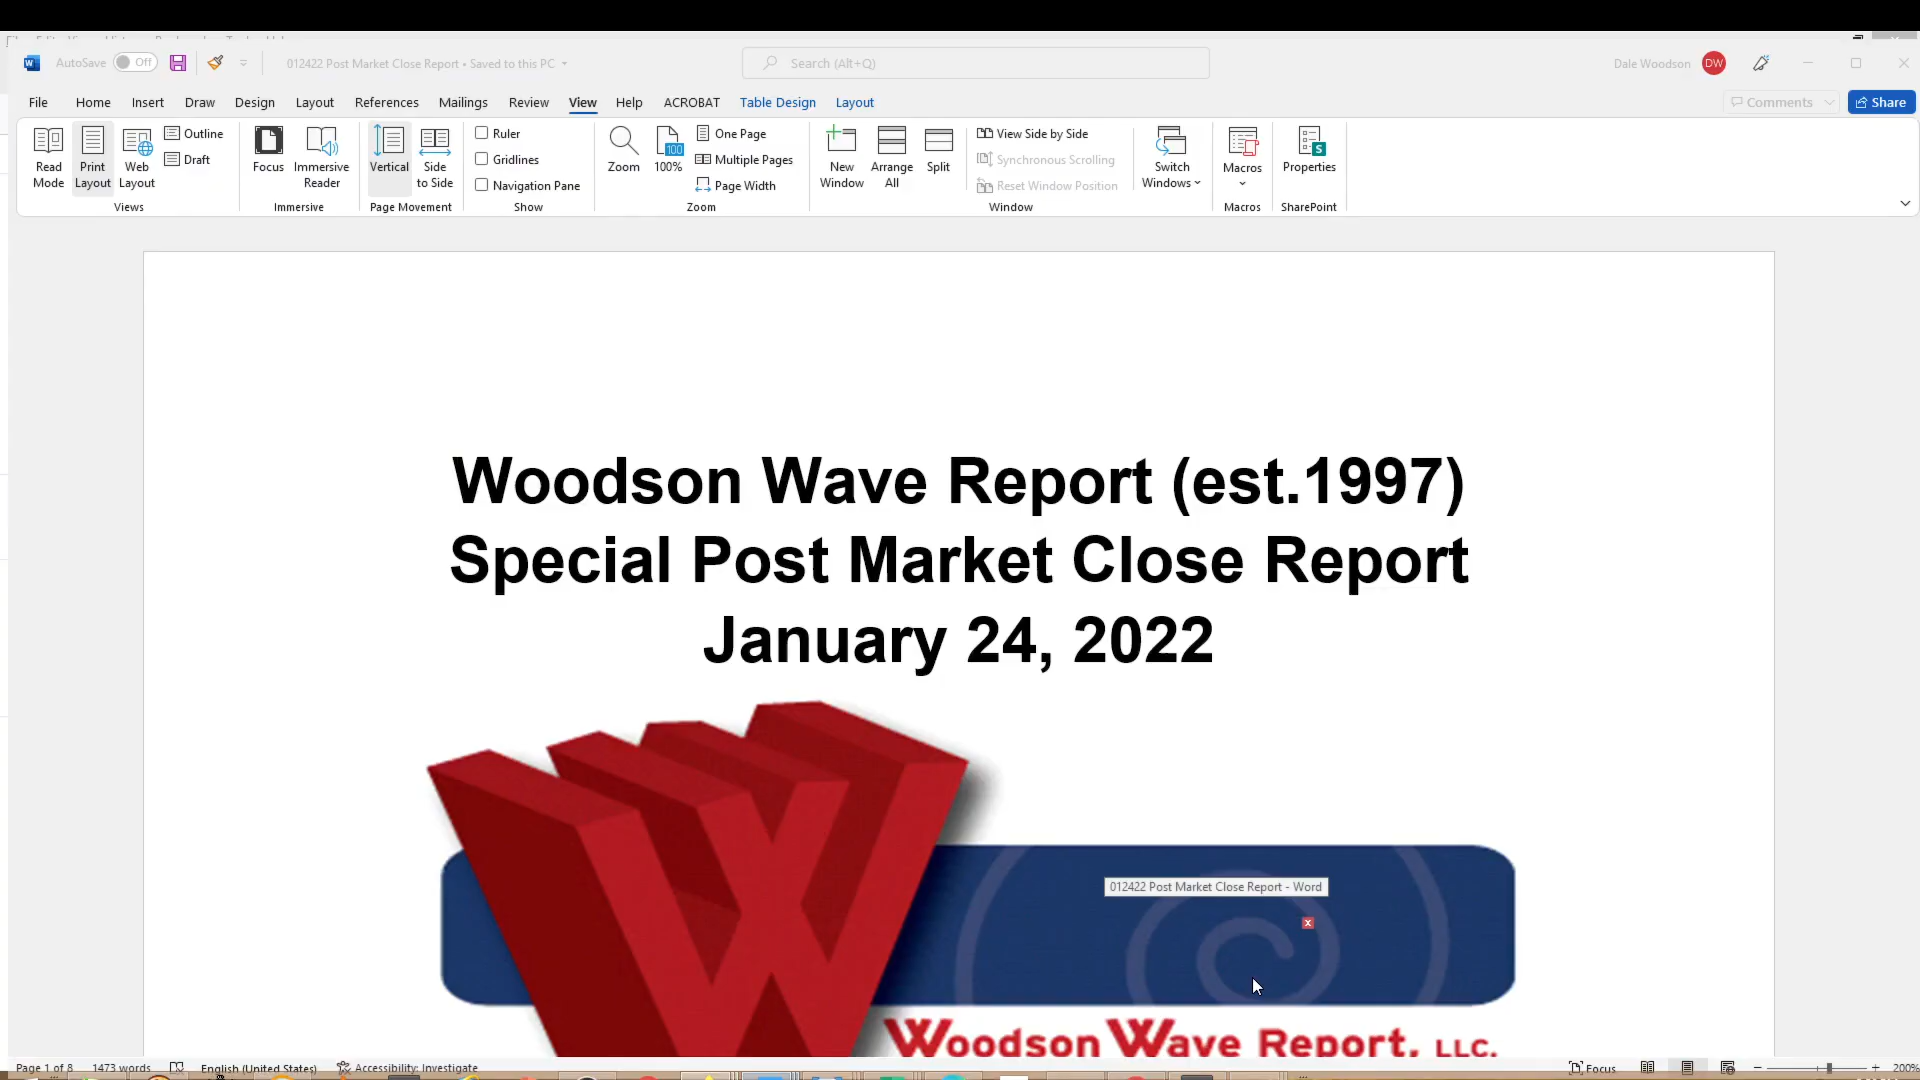 AutoSave Off 012422 Post Market Close Report • Saved to this PC Search (Alt+Q) Dale Woodson DW
File Home Insert Draw Design Layout References Mailings Review View Help ACROBAT Table Design Layout Comments Share
Read Mode
Print Layout
Web Layout
Outline
Draft
Views
Focus
Immersive Reader
Immersive
Vertical
Side to Side
Page Movement
Ruler
Gridlines
Navigation Pane
Show
Zoom
100
100%
One Page
Multiple Pages
Page Width
Zoom
New Window
Arrange All
Split
View Side by Side
Synchronous Scrolling
Reset Window Position
Switch Windows
Window
Macros
Macros
Properties
SharePoint
Woodson Wave Report (est.1997)
Special Post Market Close Report
January 24, 2022
012422 Post Market Close Report - Word
Woodson Wave Report, LLC.
Page 1 of 8 1473 words English (United States) Accessibility: Investigate Focus 200%